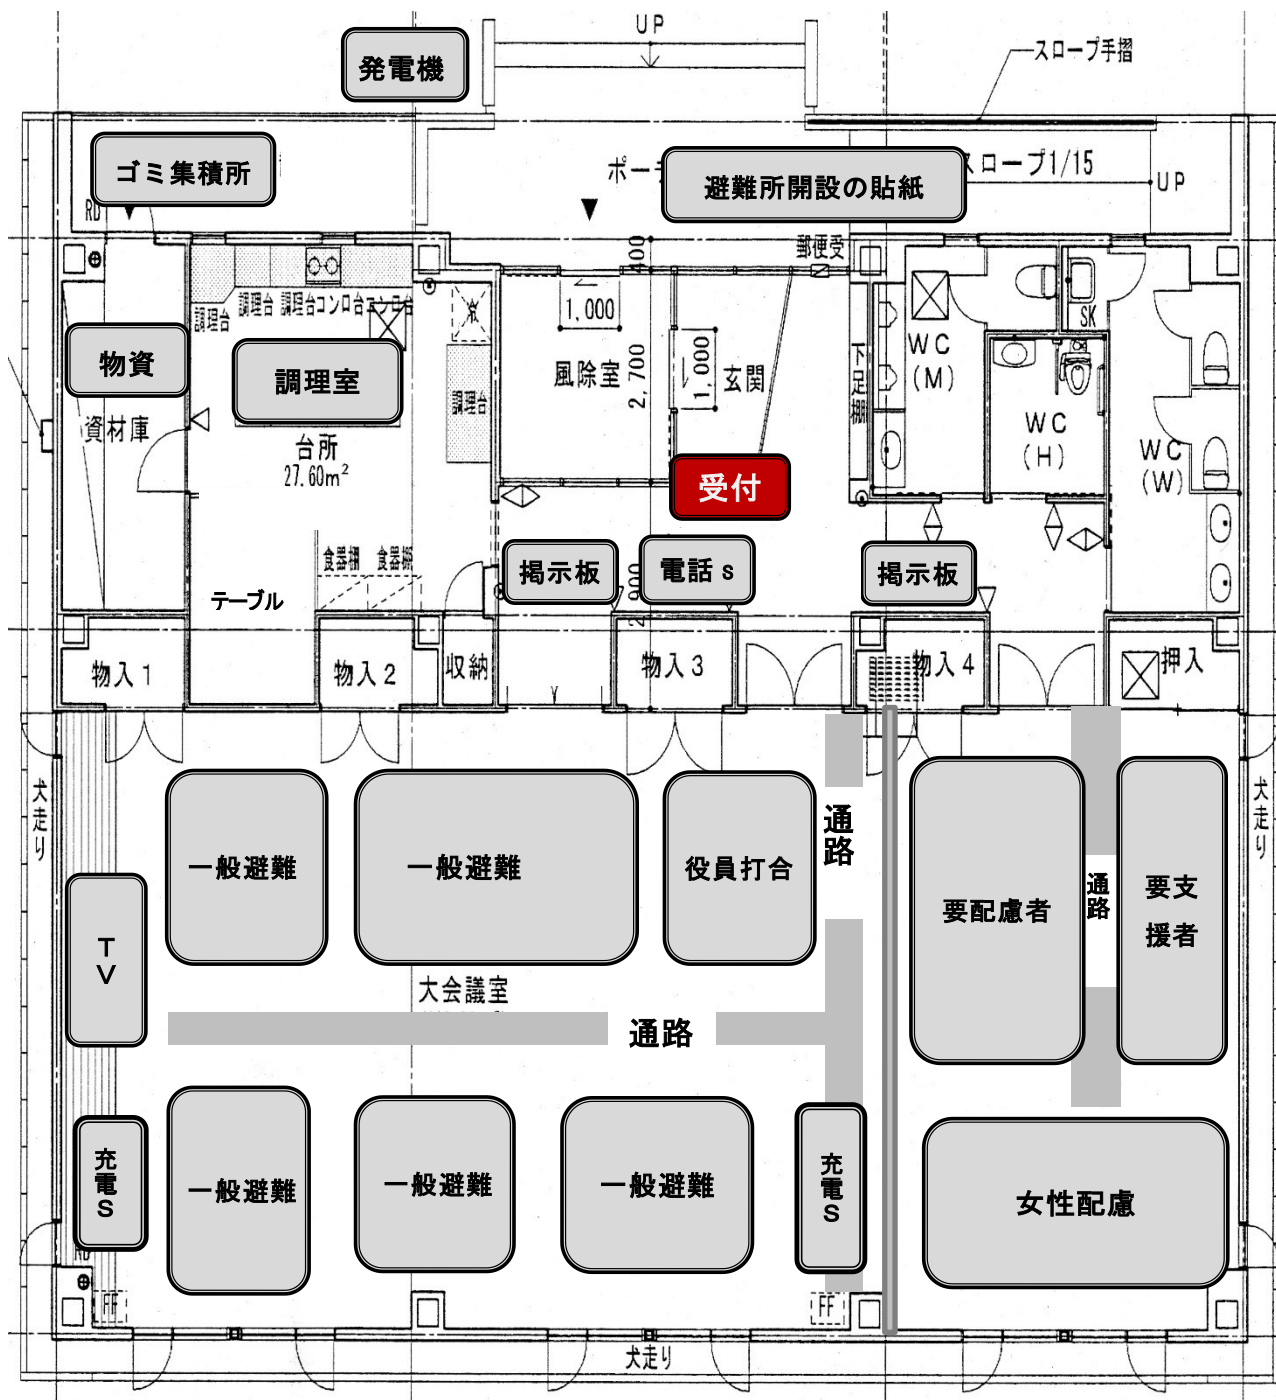 UP
発電機
スロープ手摺
ゴミ集積所
ポー
避難所開設の貼紙
スロープ1/15
UP
RD
400
郵便受
調理台
調理台
調理台
コンロ台
コンロ台
冷
1,000
2,700
1,000
SK
物資
調理室
調理台
風除室
玄関
下足棚
WC
(M)
WC
(H)
WC
(W)
資材庫
台所
27.60m²
受付
食器棚
食器棚
掲示板
電話 s
掲示板
テーブル
物入1
物入2
収納
物入3
物入4
押入
犬走り
犬走り
一般避難
一般避難
役員打合
通路
要配慮者
通路
要支
援者
TV
大会議室
通路
充電S
一般避難
一般避難
一般避難
充電S
女性配慮
FF
FF
犬走り